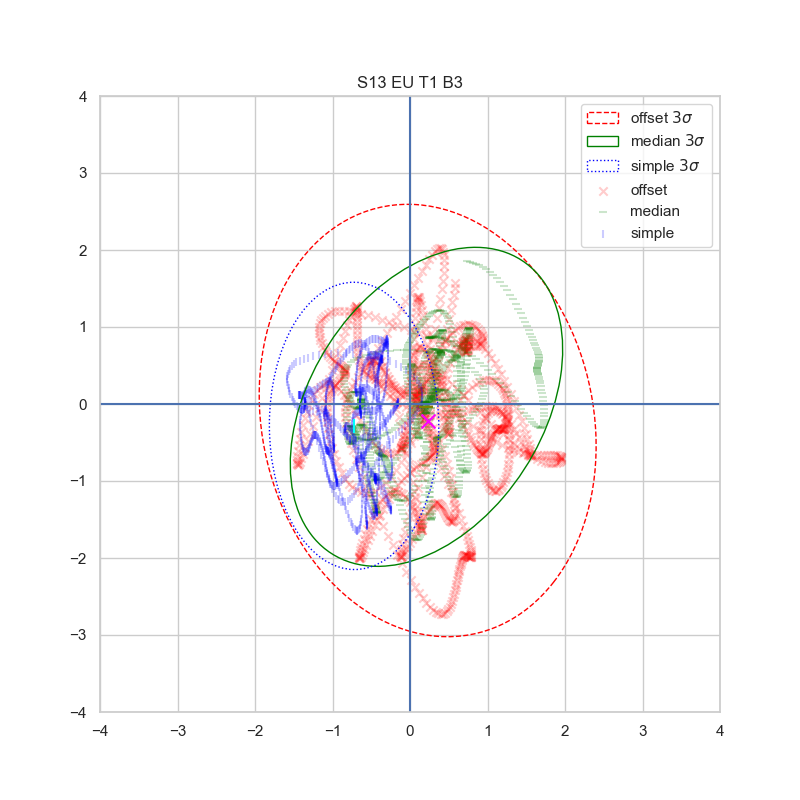 S13 EU T1 B3
offset 3σ
median 3σ
simple 3σ
offset
median
simple
4
3
2
1
0
−1
−2
−3
−4
−4 −3 −2 −1 0 1 2 3 4